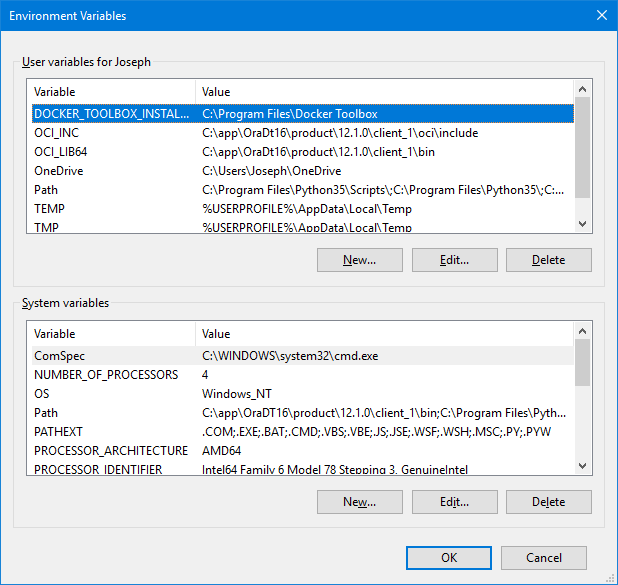 Environment Variables
User variables for Joseph
Variable Value
DOCKER_TOOLBOX_INSTAL... C:\Program Files\Docker Toolbox
OCI_INC C:\app\OraDt16\product\12.1.0\client_1\oci\include
OCI_LIB64 C:\app\OraDt16\product\12.1.0\client_1\bin
OneDrive C:\Users\Joseph\OneDrive
Path C:\Program Files\Python35\Scripts\;C:\Program Files\Python35\;C:...
TEMP %USERPROFILE%\AppData\Local\Temp
TMP %USERPROFILE%\AppData\Local\Temp
New... Edit... Delete
System variables
Variable Value
ComSpec C:\WINDOWS\system32\cmd.exe
NUMBER_OF_PROCESSORS 4
OS Windows_NT
Path C:\app\OraDT16\product\12.1.0\client_1\bin;C:\Program Files\Pyth...
PATHEXT .COM;.EXE;.BAT;.CMD;.VBS;.VBE;.JS;.JSE;.WSF;.WSH;.MSC;.PY;.PYW
PROCESSOR_ARCHITECTURE AMD64
PROCESSOR_IDENTIFIER Intel64 Family 6 Model 78 Stepping 3, GenuineIntel
New... Edit... Delete
OK Cancel